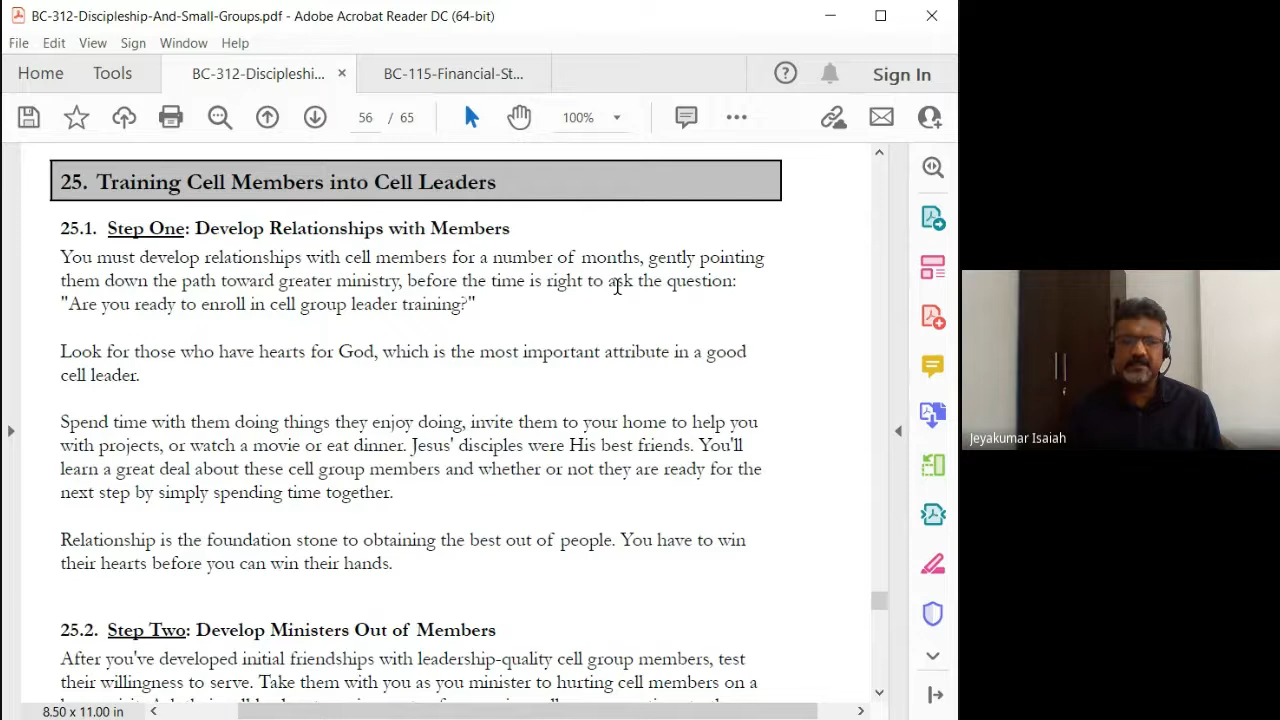 BC-312-Discipleship-And-Small-Groups.pdf - Adobe Acrobat Reader DC (64-bit)
File Edit View Sign Window Help
Home Tools BC-312-Discipleshi... × BC-115-Financial-St... Sign In
56 / 65 100%
25. Training Cell Members into Cell Leaders
25.1. Step One: Develop Relationships with Members
You must develop relationships with cell members for a number of months, gently pointing
them down the path toward greater ministry, before the time is right to ask the question:
"Are you ready to enroll in cell group leader training?"
Look for those who have hearts for God, which is the most important attribute in a good
cell leader.
Spend time with them doing things they enjoy doing, invite them to your home to help you
with projects, or watch a movie or eat dinner. Jesus' disciples were His best friends. You'll
learn a great deal about these cell group members and whether or not they are ready for the
next step by simply spending time together.
Relationship is the foundation stone to obtaining the best out of people. You have to win
their hearts before you can win their hands.
25.2. Step Two: Develop Ministers Out of Members
After you've developed initial friendships with leadership-quality cell group members, test
their willingness to serve. Take them with you as you minister to hurting cell members on a
8.50 x 11.00 in
Jeyakumar Isaiah